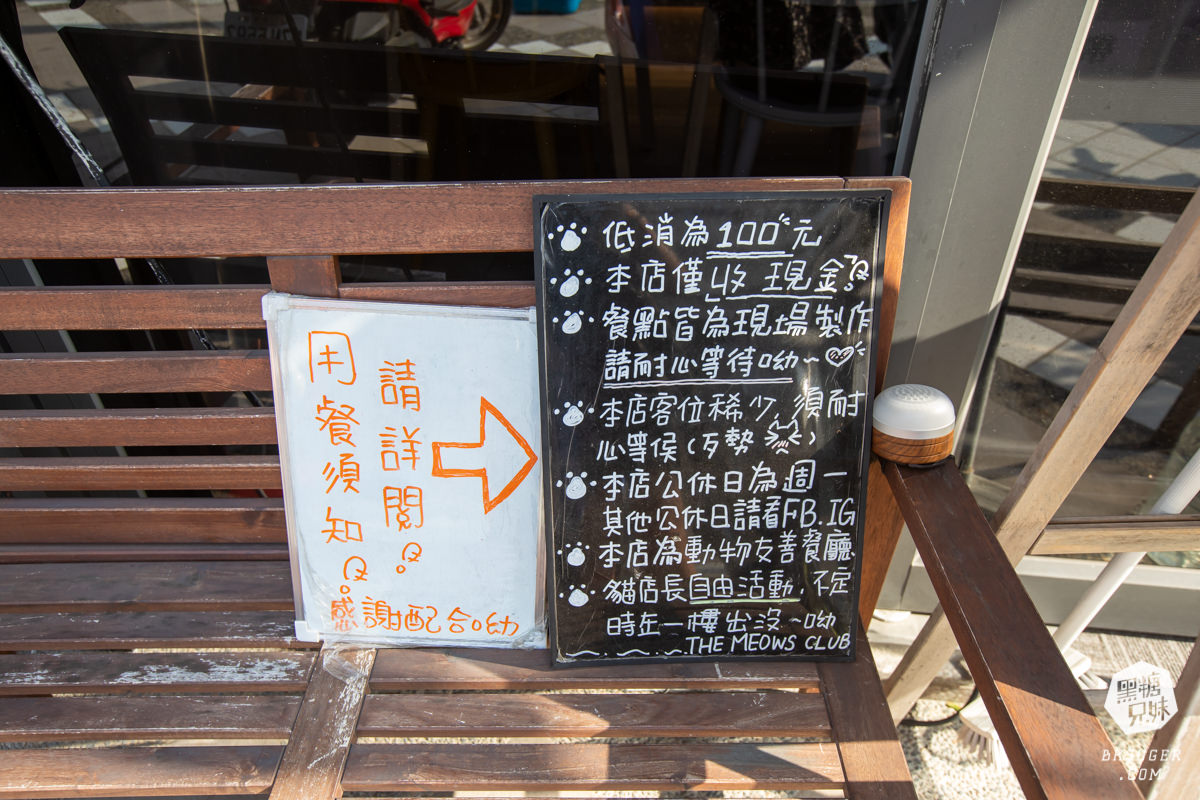 用餐須知
請詳閱
感謝配合呦
低消為100元
本店僅收現金
餐點皆為現場製作
請耐心等待呦~
本店客位稀少，須耐
心等侯(歹勢)
本店公休日為週一
其他公休日請看FB.IG
本店為動物友善餐廳
貓店長自由活動，不定
時在一樓出沒~呦
THE MEOWS CLUB
黑糖
兄妹
.COM